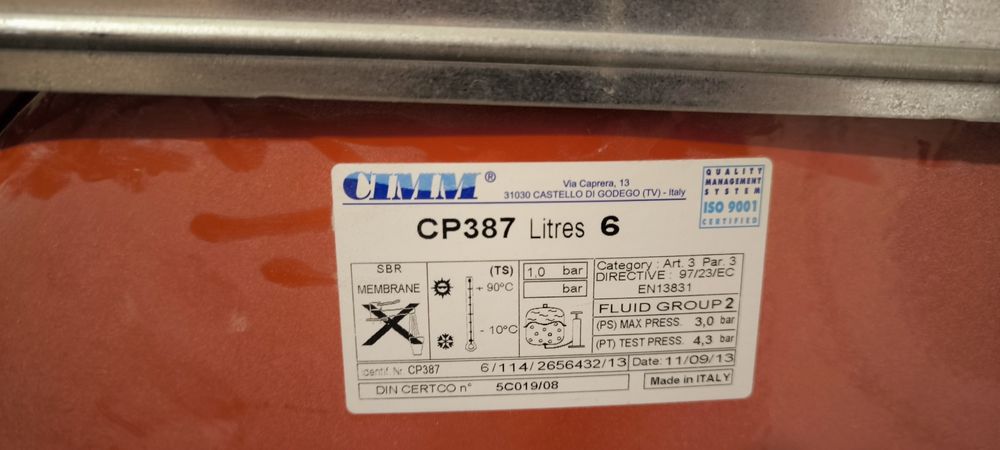 CIMM®
Via Caprera, 13
31030 CASTELLO DI GODEGO (TV) - Italy
QUALITY
MANAGEMENT
SYSTEM
ISO 9001
CERTIFIED
CP387 Litres 6
SBR
MEMBRANE
(TS)
+ 90°C
- 10°C
1,0 bar
bar
Category : Art. 3 Par. 3
DIRECTIVE : 97/23/EC
EN13831
FLUID GROUP 2
(PS) MAX PRESS. 3,0 bar
(PT) TEST PRESS. 4,3 bar
Identif. Nr. CP387 6/114/2656432/13
Date: 11/09/13
DIN CERTCO n° 5C019/08
Made in ITALY